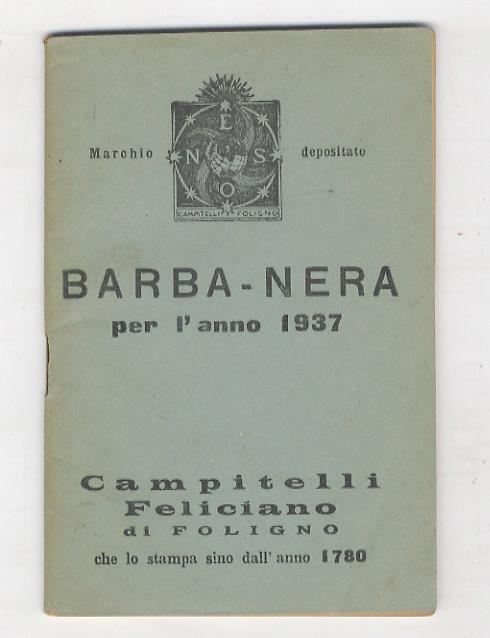 E
Marchio N S depositato
O
CAMPITELLI FOLIGNO
BARBA-NERA
per l'anno 1937
Campitelli
Feliciano
di FOLIGNO
che lo stampa sino dall'anno 1780